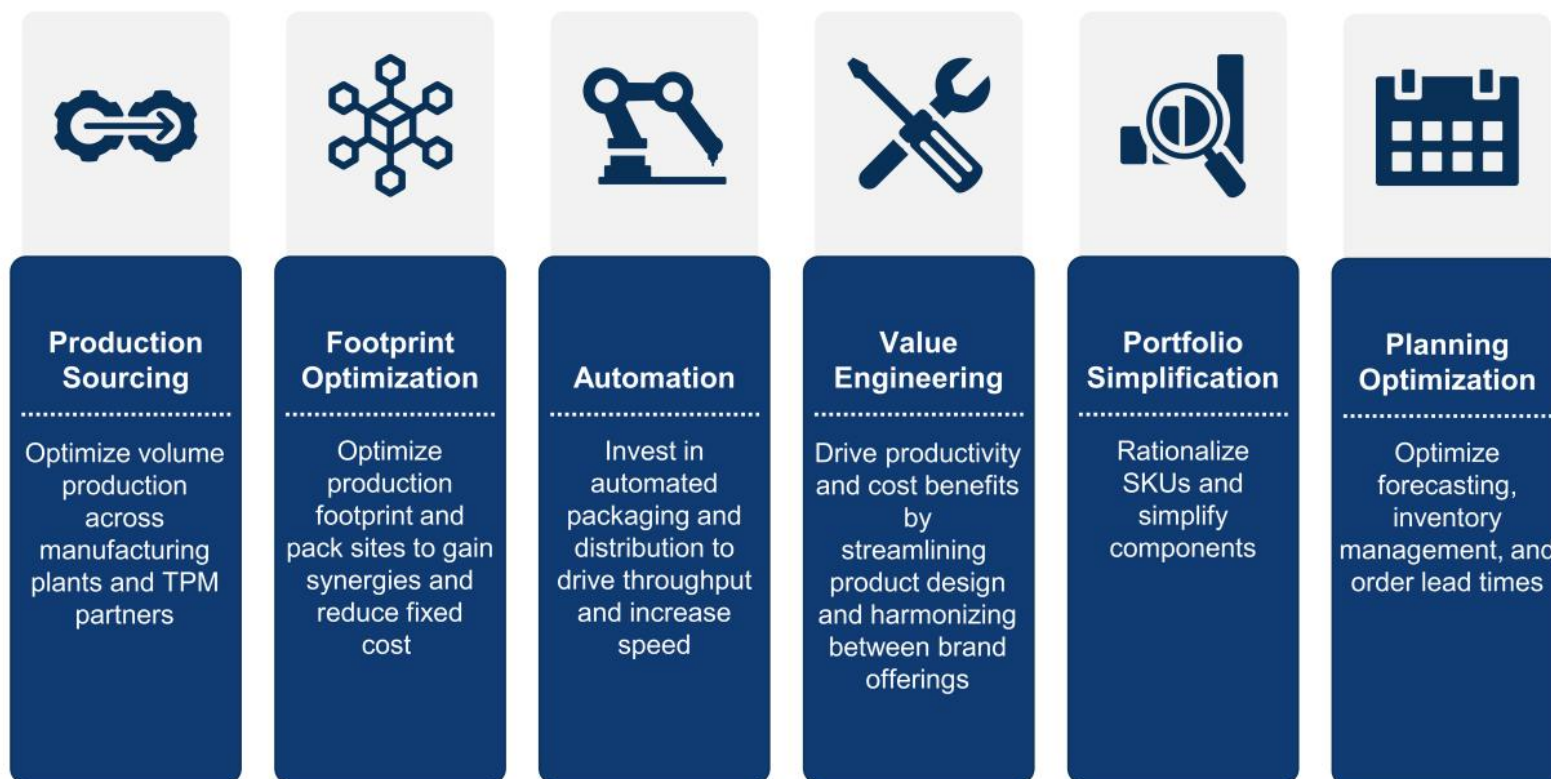 Production
Sourcing
Optimize volume
production
across
manufacturing
plants and TPM
partners
Footprint
Optimization
Optimize
production
footprint and
pack sites to gain
synergies and
reduce fixed
cost
Automation
Invest in
automated
packaging and
distribution to
drive throughput
and increase
speed
Value
Engineering
Drive productivity
and cost benefits
by
streamlining
product design
and harmonizing
between brand
offerings
Portfolio
Simplification
Rationalize
SKUs and
simplify
components
Planning
Optimization
Optimize
forecasting,
inventory
management, and
order lead times